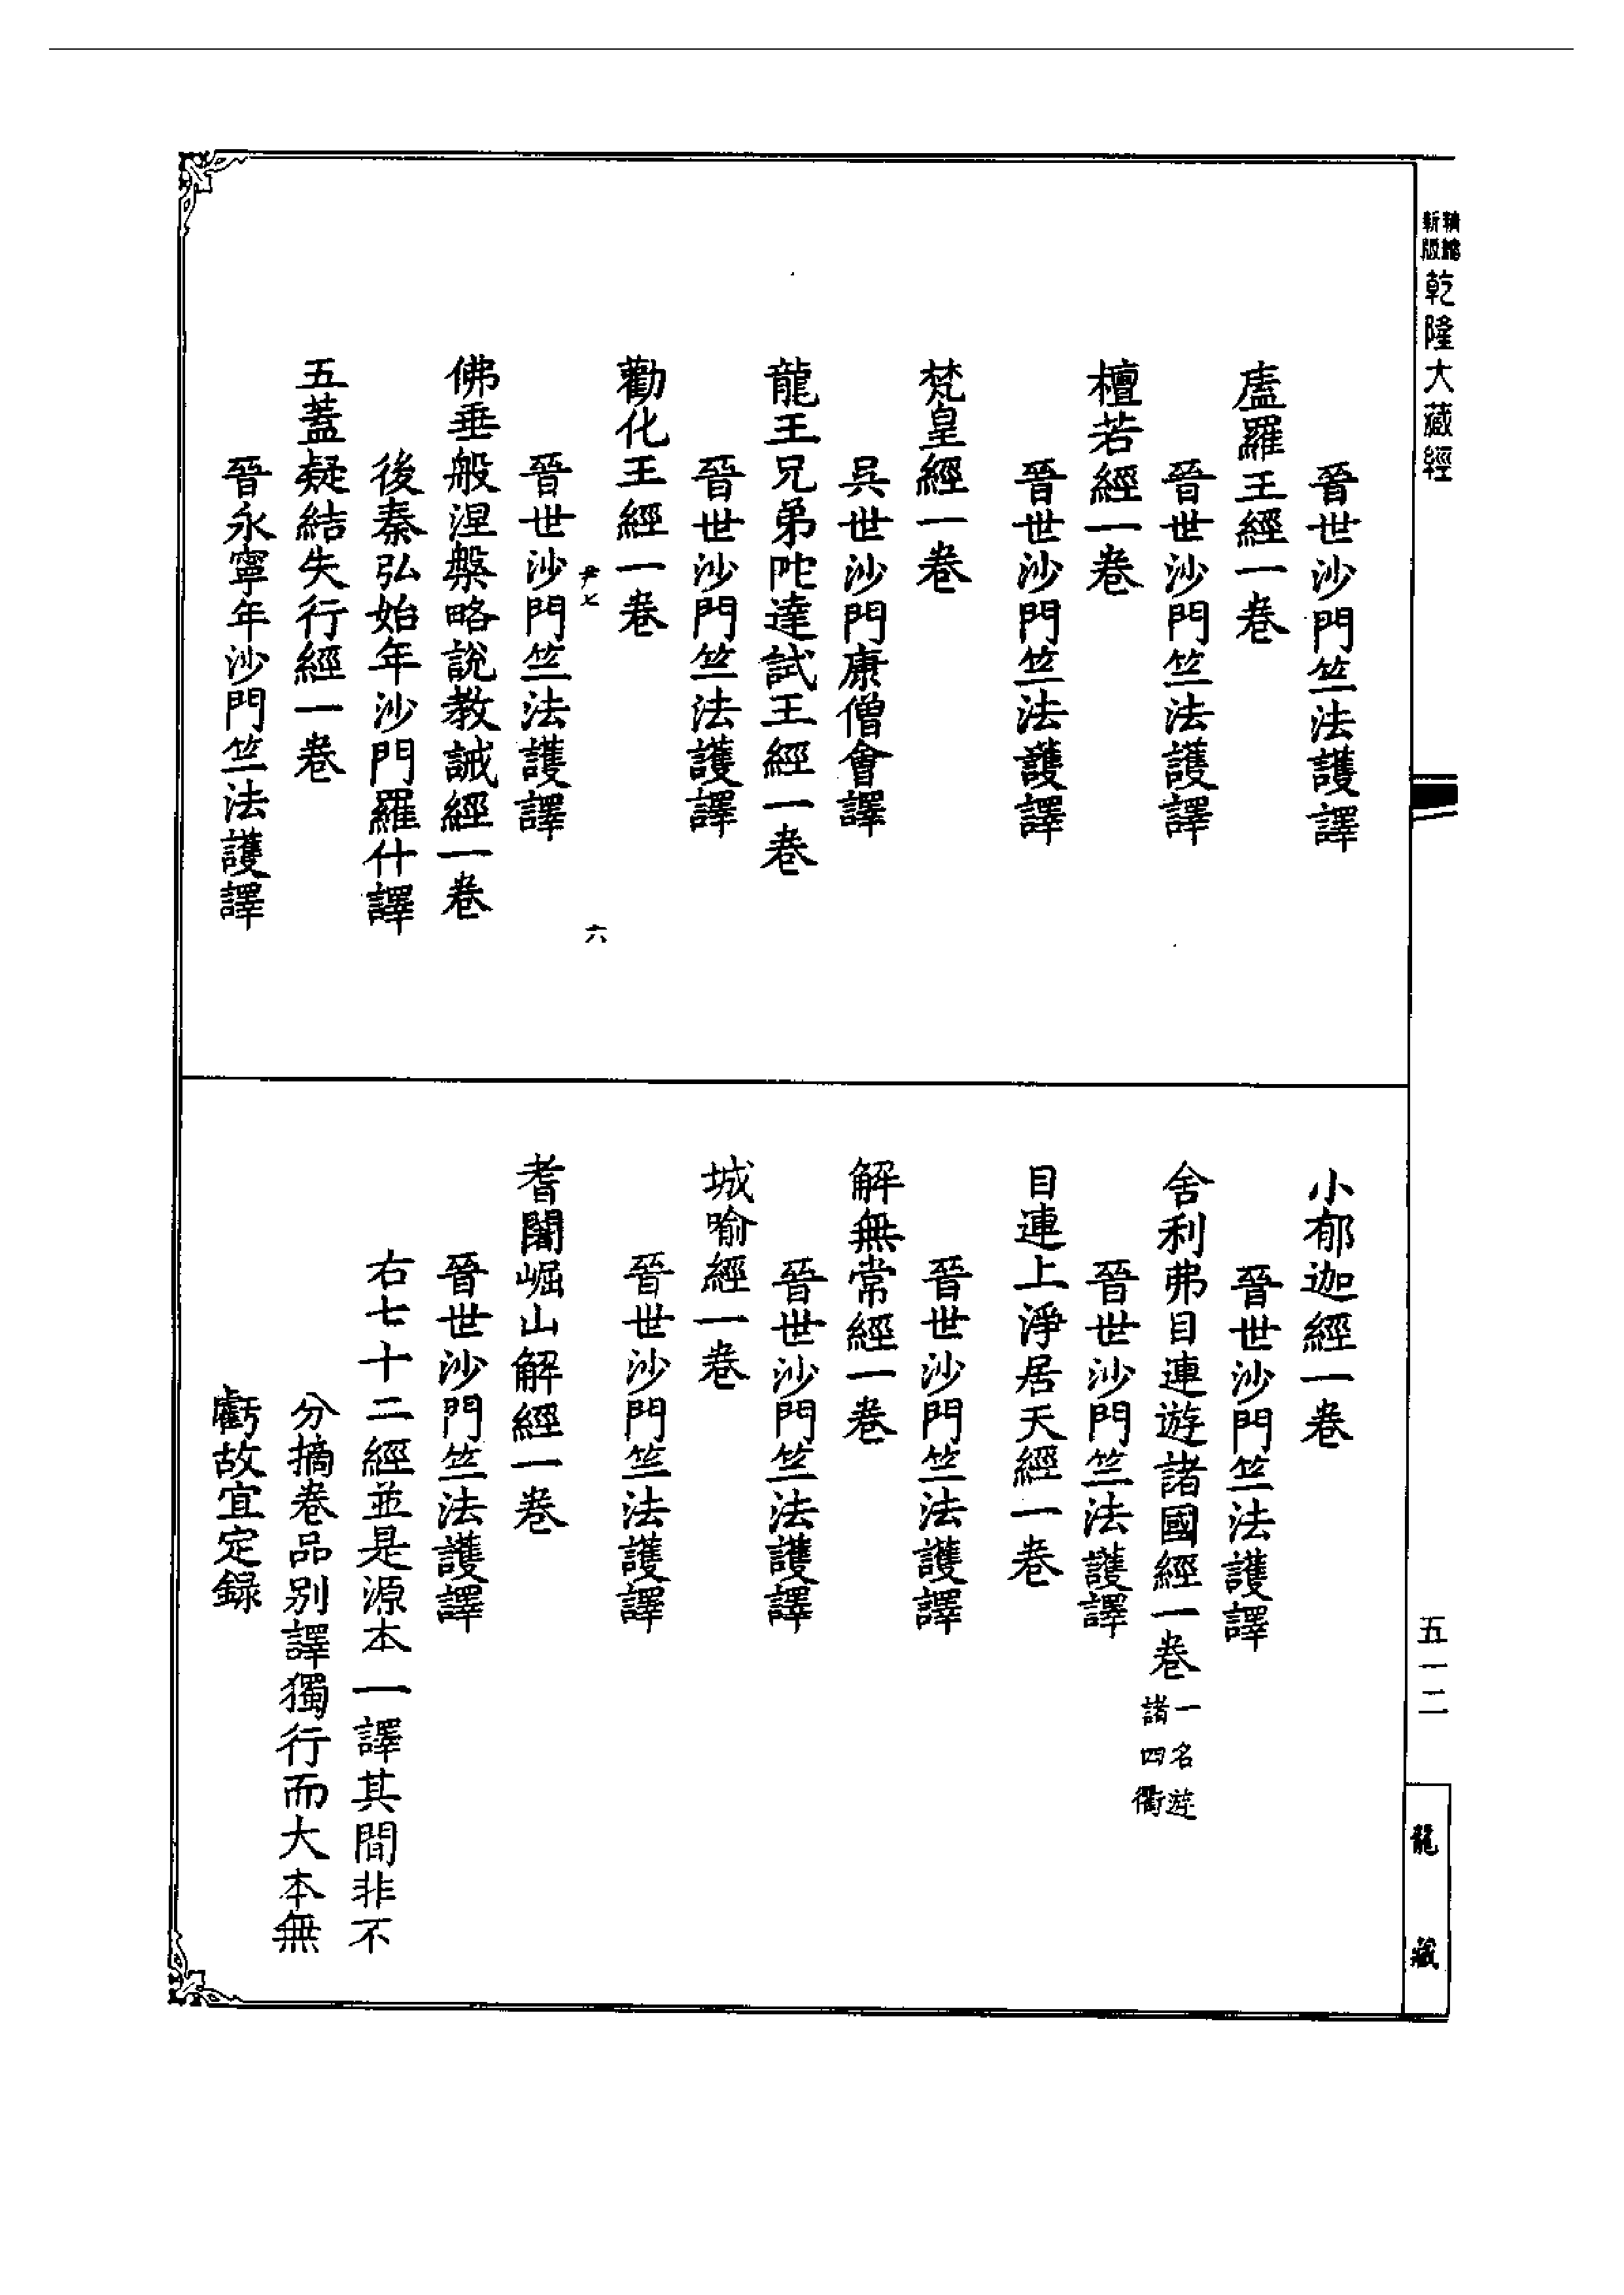 精縮
新版
乾隆大藏經
晉世沙門竺法護譯
盧羅王經一卷
晉世沙門竺法護譯
檀若經一卷
晉世沙門竺法護譯
梵皇經一卷
吳世沙門康僧會譯
龍王兄弟陀達試王經一卷
晉世沙門竺法護譯
勸化王經一卷
尹七
六
晉世沙門竺法護譯
佛垂般涅槃略說教誡經一卷
後秦弘始年沙門羅什譯
五蓋疑結失行經一卷
晉永寧年沙門竺法護譯
小郁迦經一卷
晉世沙門竺法護譯
舍利弗目連遊諸國經一卷一名遊諸四衢
晉世沙門竺法護譯
目連上淨居天經一卷
晉世沙門竺法護譯
解無常經一卷
晉世沙門竺法護譯
城喻經一卷
晉世沙門竺法護譯
耆闍崛山解經一卷
晉世沙門竺法護譯
右七十二經並是源本一譯其間非不
分摘卷品別譯獨行而大本無
虧故宜定録
五一二
龍藏